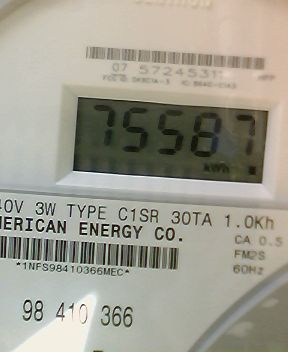 07 57245311
75587
kWh
40V 3W TYPE C1SR 30TA 1.0Kh
MERICAN ENERGY CO.
CA 0.5
FM2S
60Hz
*1NFS98410366MEC*
98 410 366